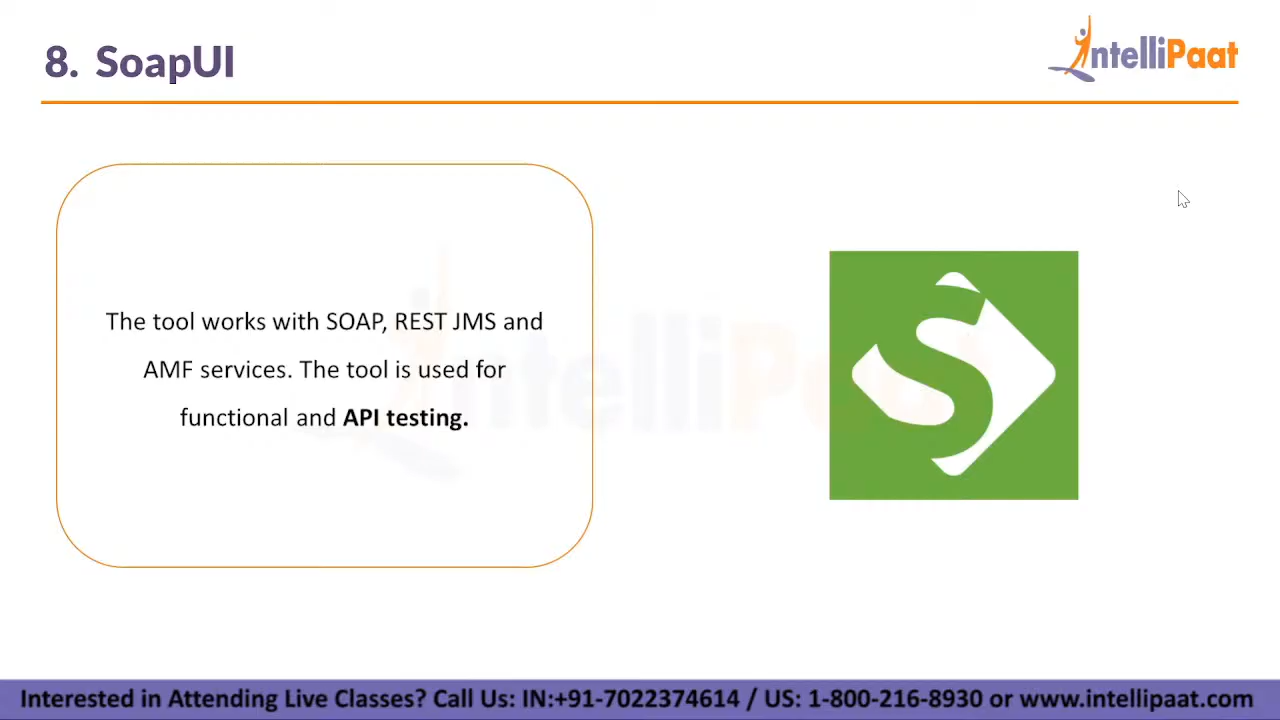 8. SoapUI
IntelliPaat
The tool works with SOAP, REST JMS and
AMF services. The tool is used for
functional and API testing.
IntelliPaat
Interested in Attending Live Classes? Call Us: IN:+91-7022374614 / US: 1-800-216-8930 or www.intellipaat.com